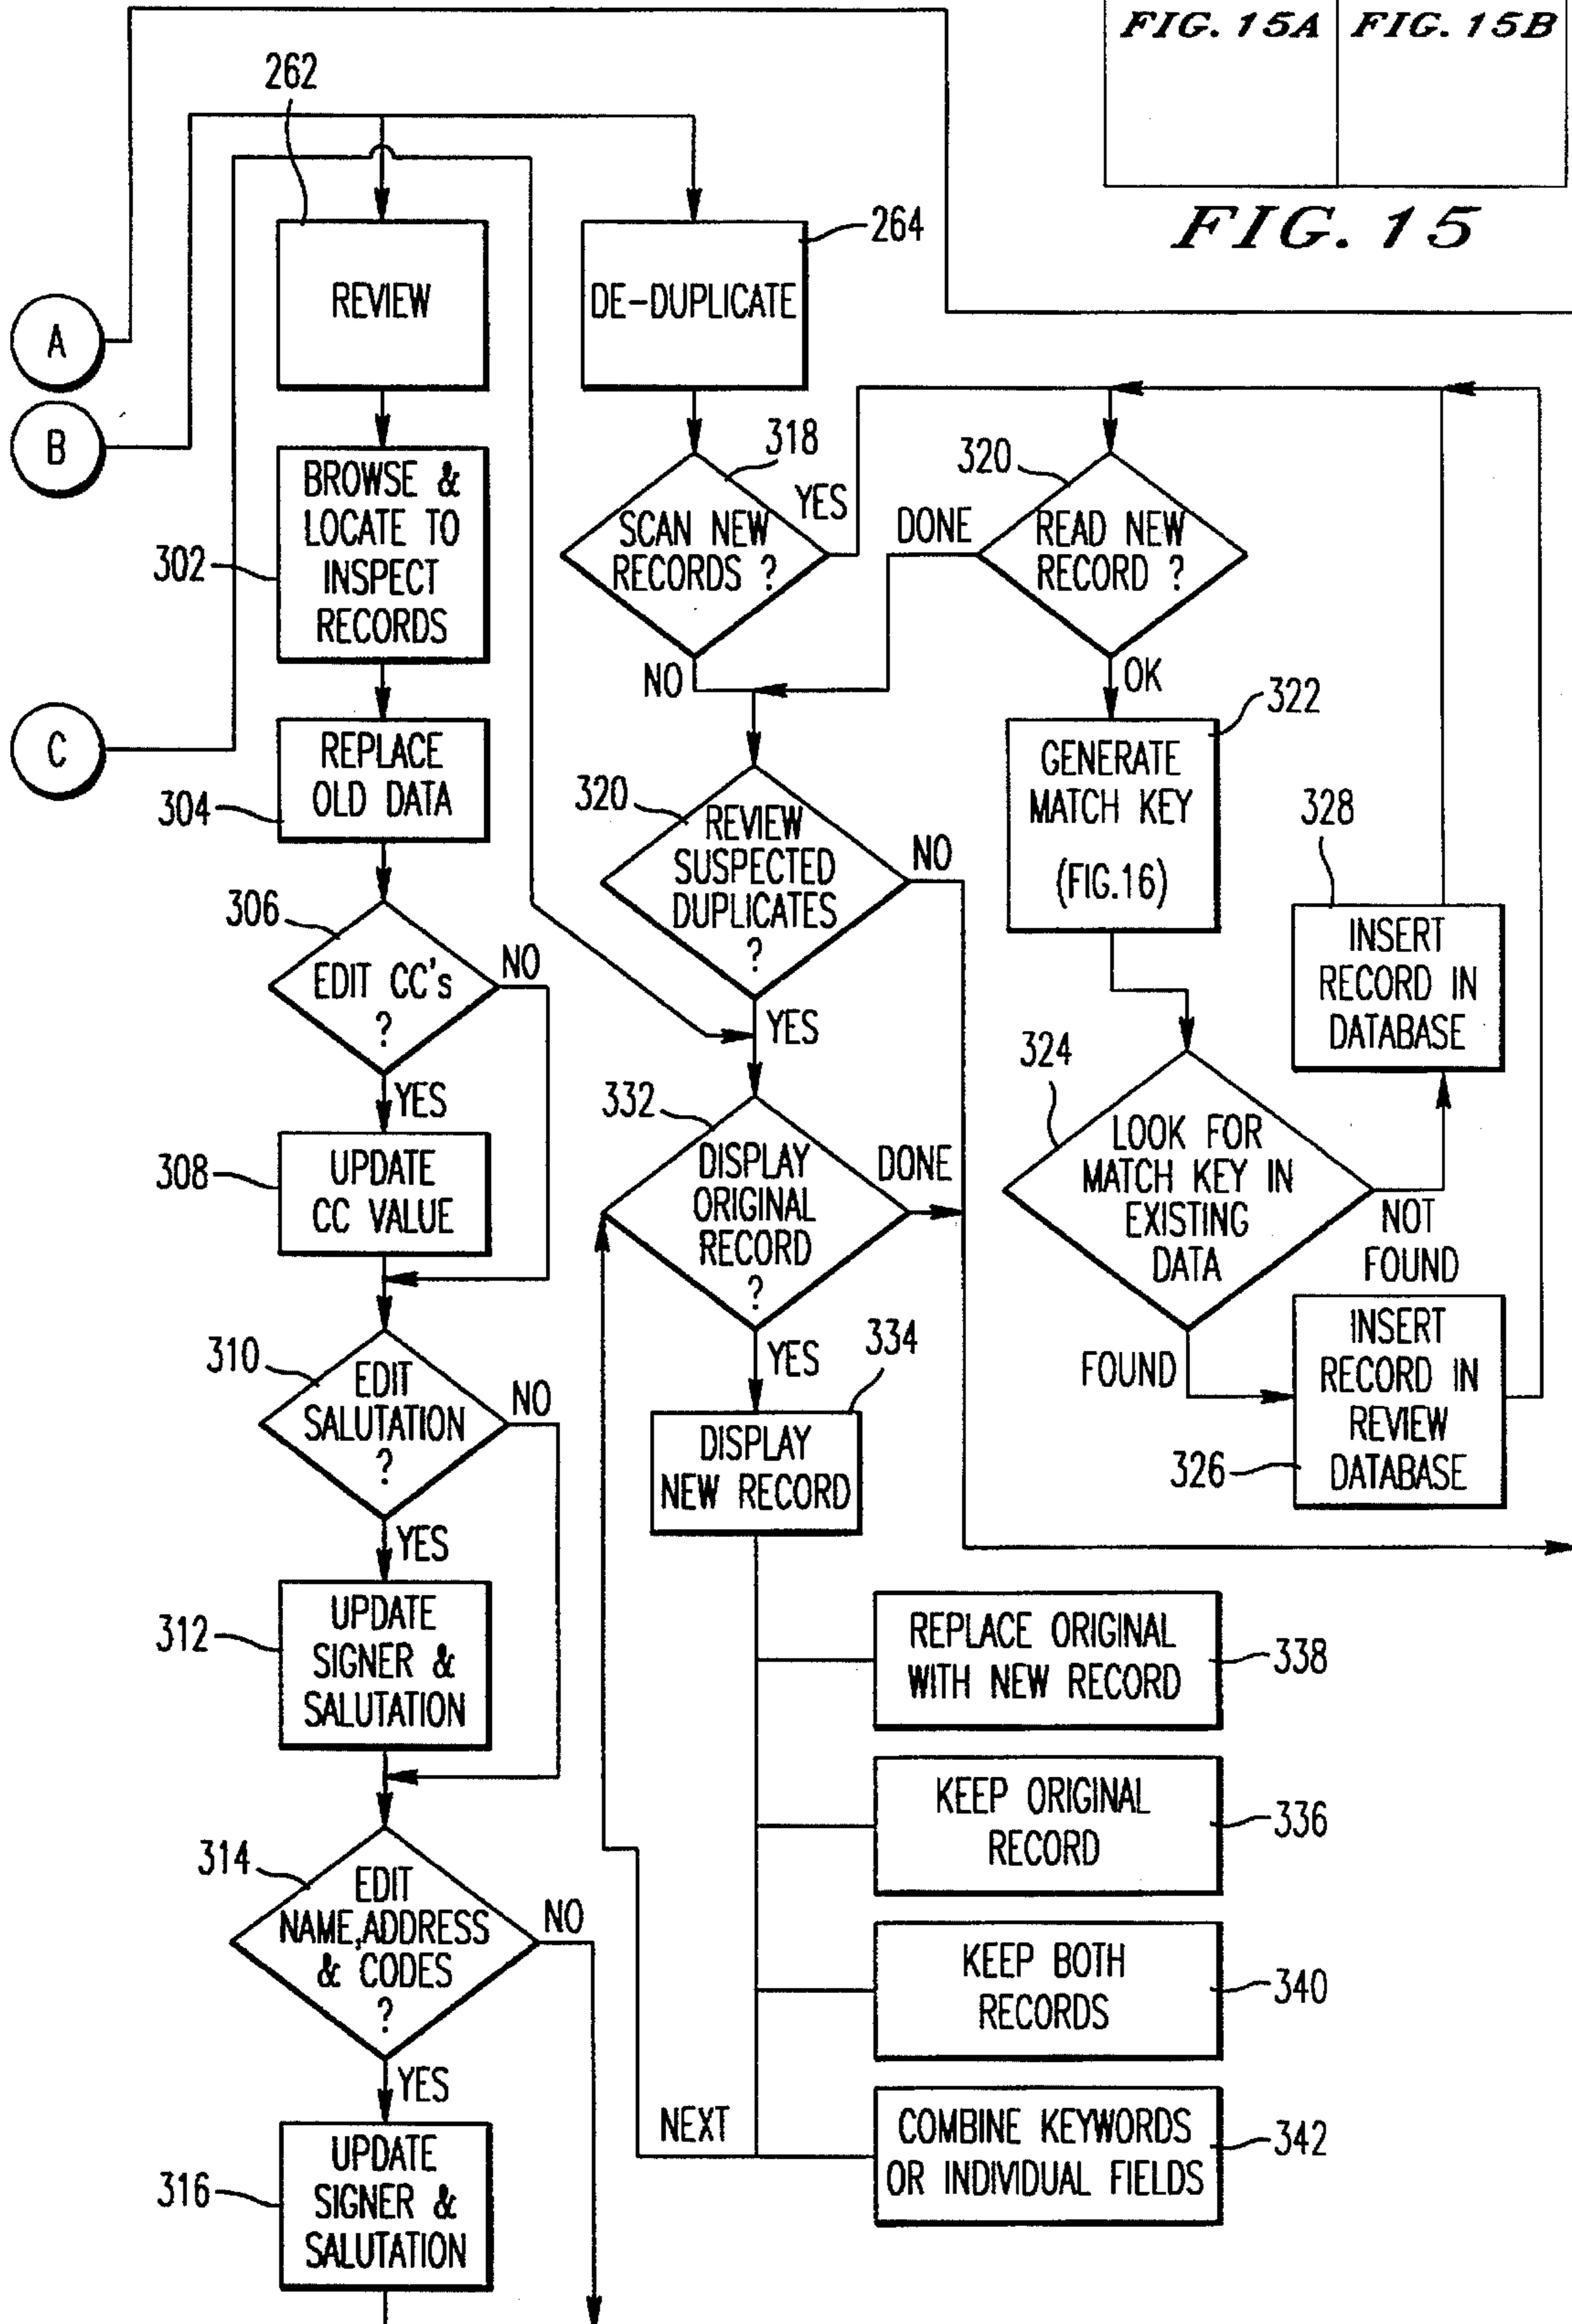 FIG. 15A
FIG. 15B
FIG. 15
A
B
C
262
REVIEW
302
BROWSE &
LOCATE TO
INSPECT
RECORDS
304
REPLACE
OLD DATA
306
EDIT CC's
?
NO
YES
308
UPDATE
CC VALUE
310
EDIT
SALUTATION
?
NO
YES
312
UPDATE
SIGNER &
SALUTATION
314
EDIT
NAME,ADDRESS
& CODES
?
NO
YES
316
UPDATE
SIGNER &
SALUTATION
264
DE-DUPLICATE
318
SCAN NEW
RECORDS ?
YES
NO
320
READ NEW
RECORD ?
DONE
OK
322
GENERATE
MATCH KEY
(FIG.16)
324
LOOK FOR
MATCH KEY IN
EXISTING
DATA
NOT
FOUND
FOUND
328
INSERT
RECORD IN
DATABASE
326
INSERT
RECORD IN
REVIEW
DATABASE
320
REVIEW
SUSPECTED
DUPLICATES
?
NO
YES
332
DISPLAY
ORIGINAL
RECORD
?
DONE
YES
334
DISPLAY
NEW RECORD
REPLACE ORIGINAL
WITH NEW RECORD
338
KEEP ORIGINAL
RECORD
336
KEEP BOTH
RECORDS
340
COMBINE KEYWORDS
OR INDIVIDUAL FIELDS
342
NEXT